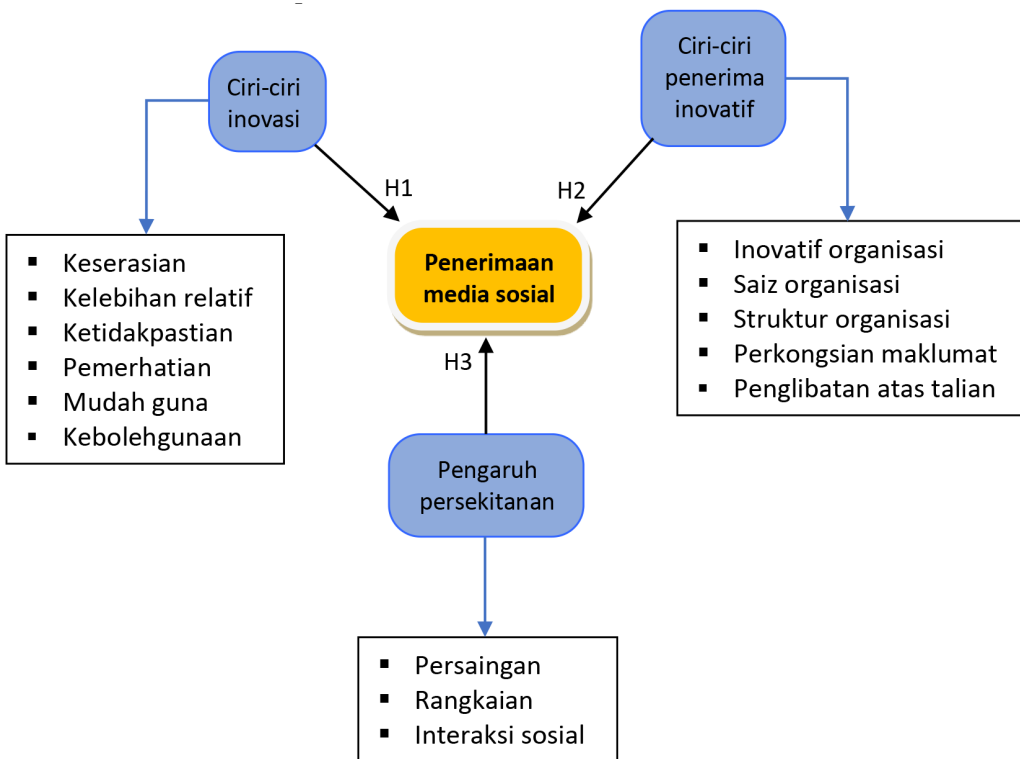 Ciri-ciri
inovasi
Ciri-ciri
penerima
inovatif
H1
H2
Keserasian
Kelebihan relatif
Ketidakpastian
Pemerhatian
Mudah guna
Kebolehgunaan
Penerimaan
media sosial
Inovatif organisasi
Saiz organisasi
Struktur organisasi
Perkongsian maklumat
Penglibatan atas talian
H3
Pengaruh
persekitanan
Persaingan
Rangkaian
Interaksi sosial